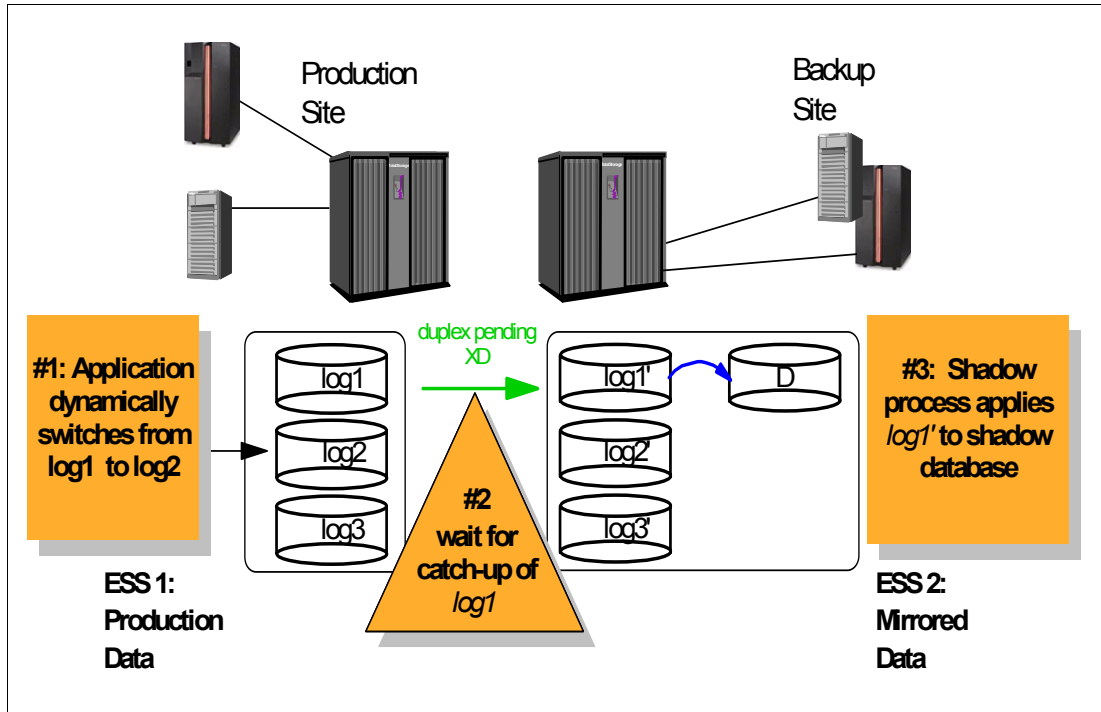 Production
Site
Backup
Site
#1: Application
dynamically
switches from
log1 to log2
log1
log2
log3
duplex pending
XD
#2
wait for
catch-up of
log1
log1'
log2'
log3'
D
#3: Shadow
process applies
log1' to shadow
database
ESS 1:
Production
Data
ESS 2:
Mirrored
Data